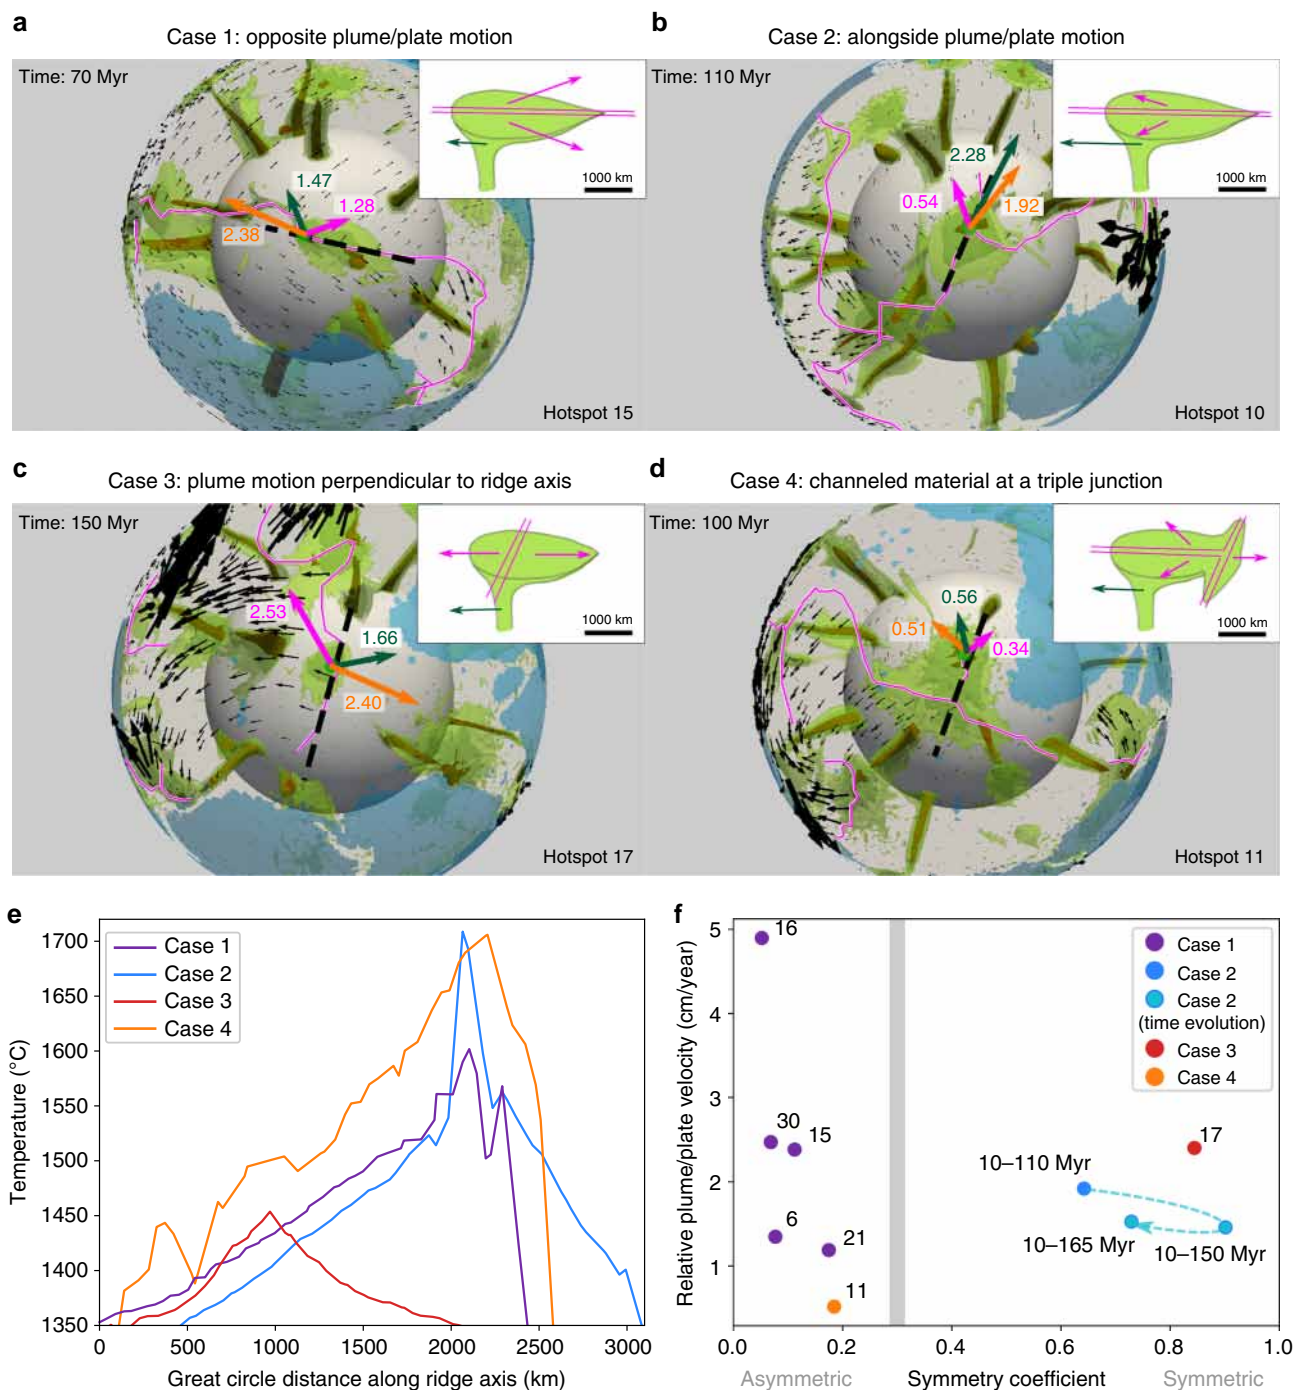 a
Case 1: opposite plume/plate motion
Time: 70 Myr
1000 km
1.47
1.28
2.38
Hotspot 15
b
Case 2: alongside plume/plate motion
Time: 110 Myr
1000 km
2.28
0.54
1.92
Hotspot 10
c
Case 3: plume motion perpendicular to ridge axis
Time: 150 Myr
1000 km
2.53
1.66
2.40
Hotspot 17
d
Case 4: channeled material at a triple junction
Time: 100 Myr
1000 km
0.56
0.51
0.34
Hotspot 11
e
Case 1
Case 2
Case 3
Case 4
1700
1650
1600
1550
1500
1450
1400
1350
Temperature (°C)
0 500 1000 1500 2000 2500 3000
Great circle distance along ridge axis (km)
f
Case 1
Case 2
Case 2
(time evolution)
Case 3
Case 4
16
30
15
17
10–110 Myr
6
21
10–165 Myr
10–150 Myr
11
5
4
3
2
1
Relative plume/plate velocity (cm/year)
0.0 0.2 0.4 0.6 0.8 1.0
Asymmetric Symmetry coefficient Symmetric